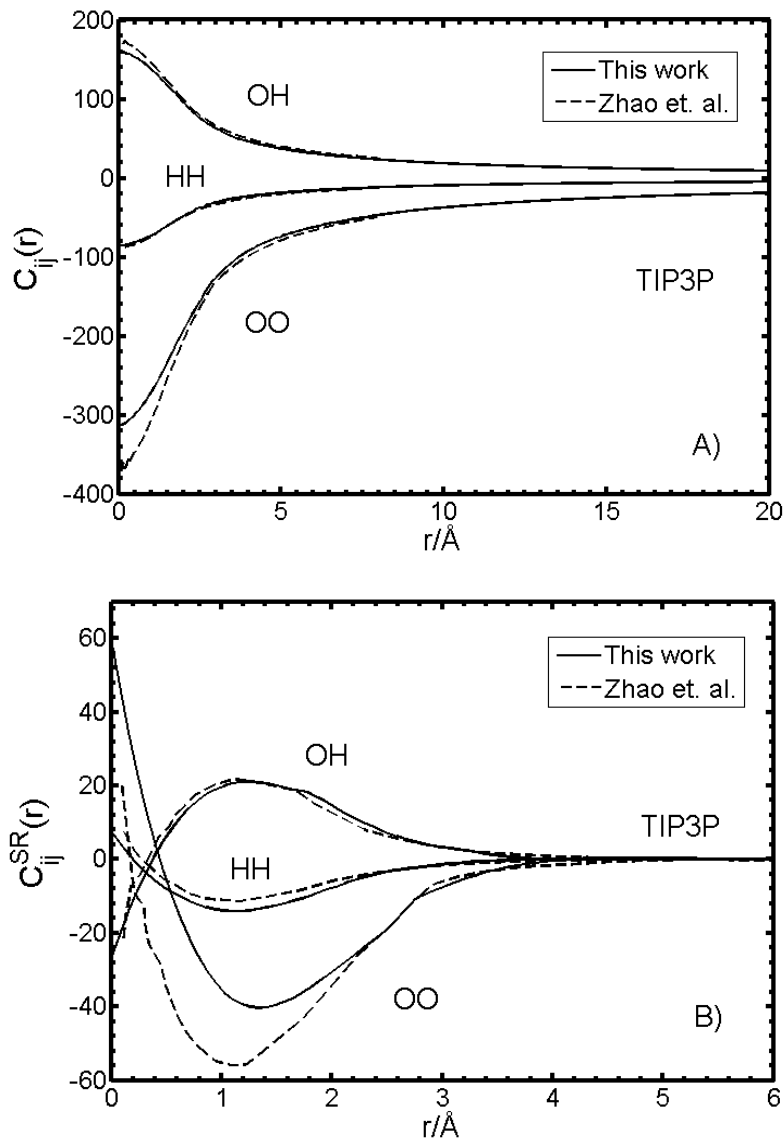 200
100
0
-100
-200
-300
-400
C_ij(r)
OH
HH
OO
This work
Zhao et. al.
TIP3P
A)
0 5 10 15 20
r/Å
60
40
20
0
-20
-40
-60
C_ij^SR(r)
This work
Zhao et. al.
OH
TIP3P
HH
OO
B)
0 1 2 3 4 5 6
r/Å